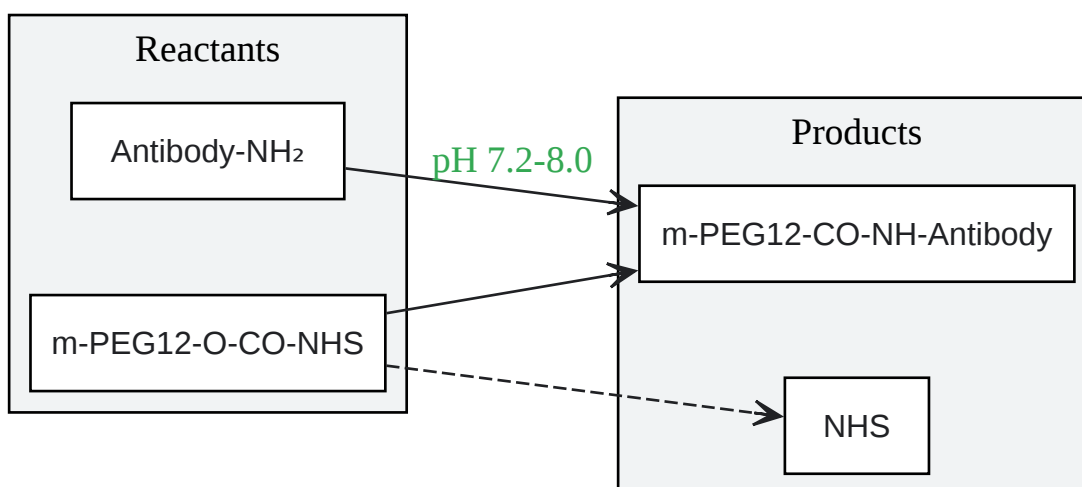 Reactants
Antibody-NH₂
m-PEG12-O-CO-NHS
pH 7.2-8.0
Products
m-PEG12-CO-NH-Antibody
NHS